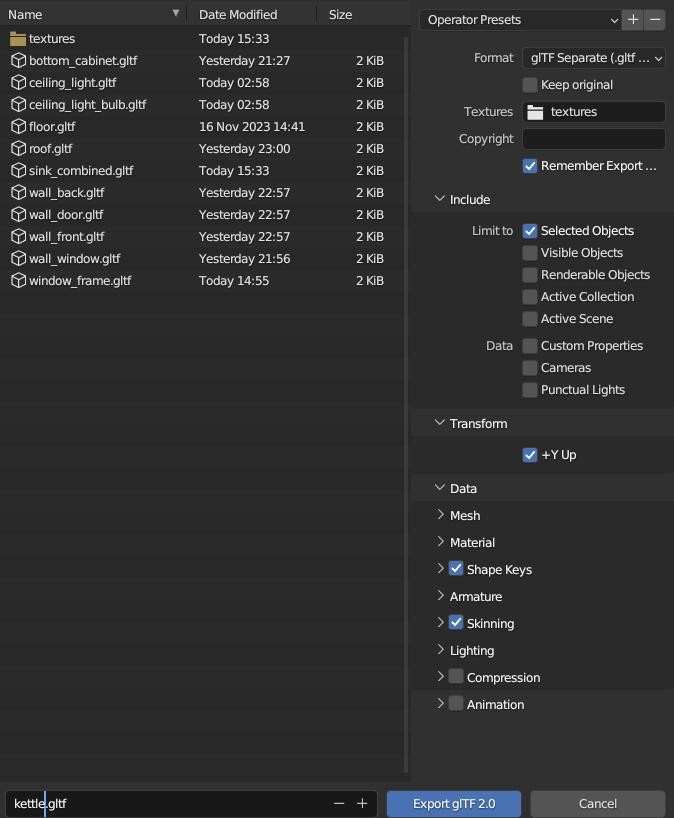 Name Date Modified Size
textures Today 15:33
bottom_cabinet.gltf Yesterday 21:27 2 KiB
ceiling_light.gltf Today 02:58 2 KiB
ceiling_light_bulb.gltf Today 02:58 2 KiB
floor.gltf 16 Nov 2023 14:41 2 KiB
roof.gltf Yesterday 23:00 2 KiB
sink_combined.gltf Today 15:33 2 KiB
wall_back.gltf Yesterday 22:57 2 KiB
wall_door.gltf Yesterday 22:57 2 KiB
wall_front.gltf Yesterday 22:57 2 KiB
wall_window.gltf Yesterday 21:56 2 KiB
window_frame.gltf Today 14:55 2 KiB
kettle.gltf
Operator Presets
Format glTF Separate (.gltf ...
Keep original
Textures textures
Copyright
Remember Export ...
Include
Limit to Selected Objects
Visible Objects
Renderable Objects
Active Collection
Active Scene
Data Custom Properties
Cameras
Punctual Lights
Transform
+Y Up
Data
Mesh
Material
Shape Keys
Armature
Skinning
Lighting
Compression
Animation
Export glTF 2.0 Cancel